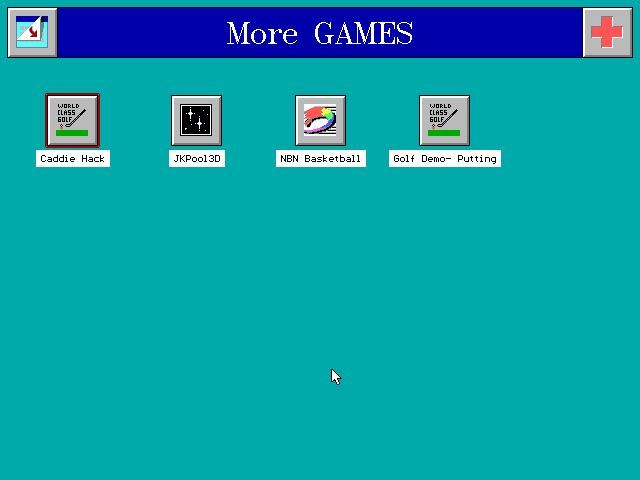 More GAMES
WORLD
CLASS
GOLF
Caddie Hack
JKPool3D
NBN Basketball
WORLD
CLASS
GOLF
Golf Demo- Putting